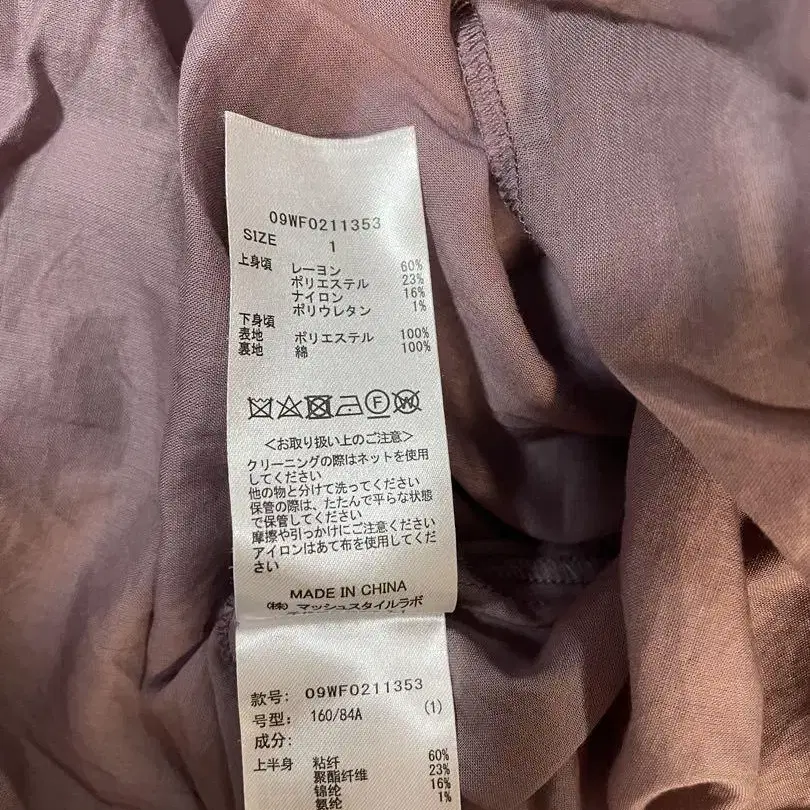 09WF0211353
SIZE 1
上身頃 レーヨン 60%
ポリエステル 23%
ナイロン 16%
ポリウレタン 1%
下身頃
表地 ポリエステル 100%
裏地 綿 100%
F W
＜お取り扱い上のご注意＞
クリーニングの際はネットを使用
してください
他の物と分けて洗ってください
保管の際は、たたんで平らな状態
で保管してください
摩擦や引っかけにご注意ください
アイロンはあて布を使用してくだ
さい
MADE IN CHINA
㈱ マッシュスタイルラボ
款号: 09WF0211353
号型: 160/84A (1)
成分:
上半身 粘纤 60%
聚酯纤维 23%
锦纶 16%
氨纶 1%